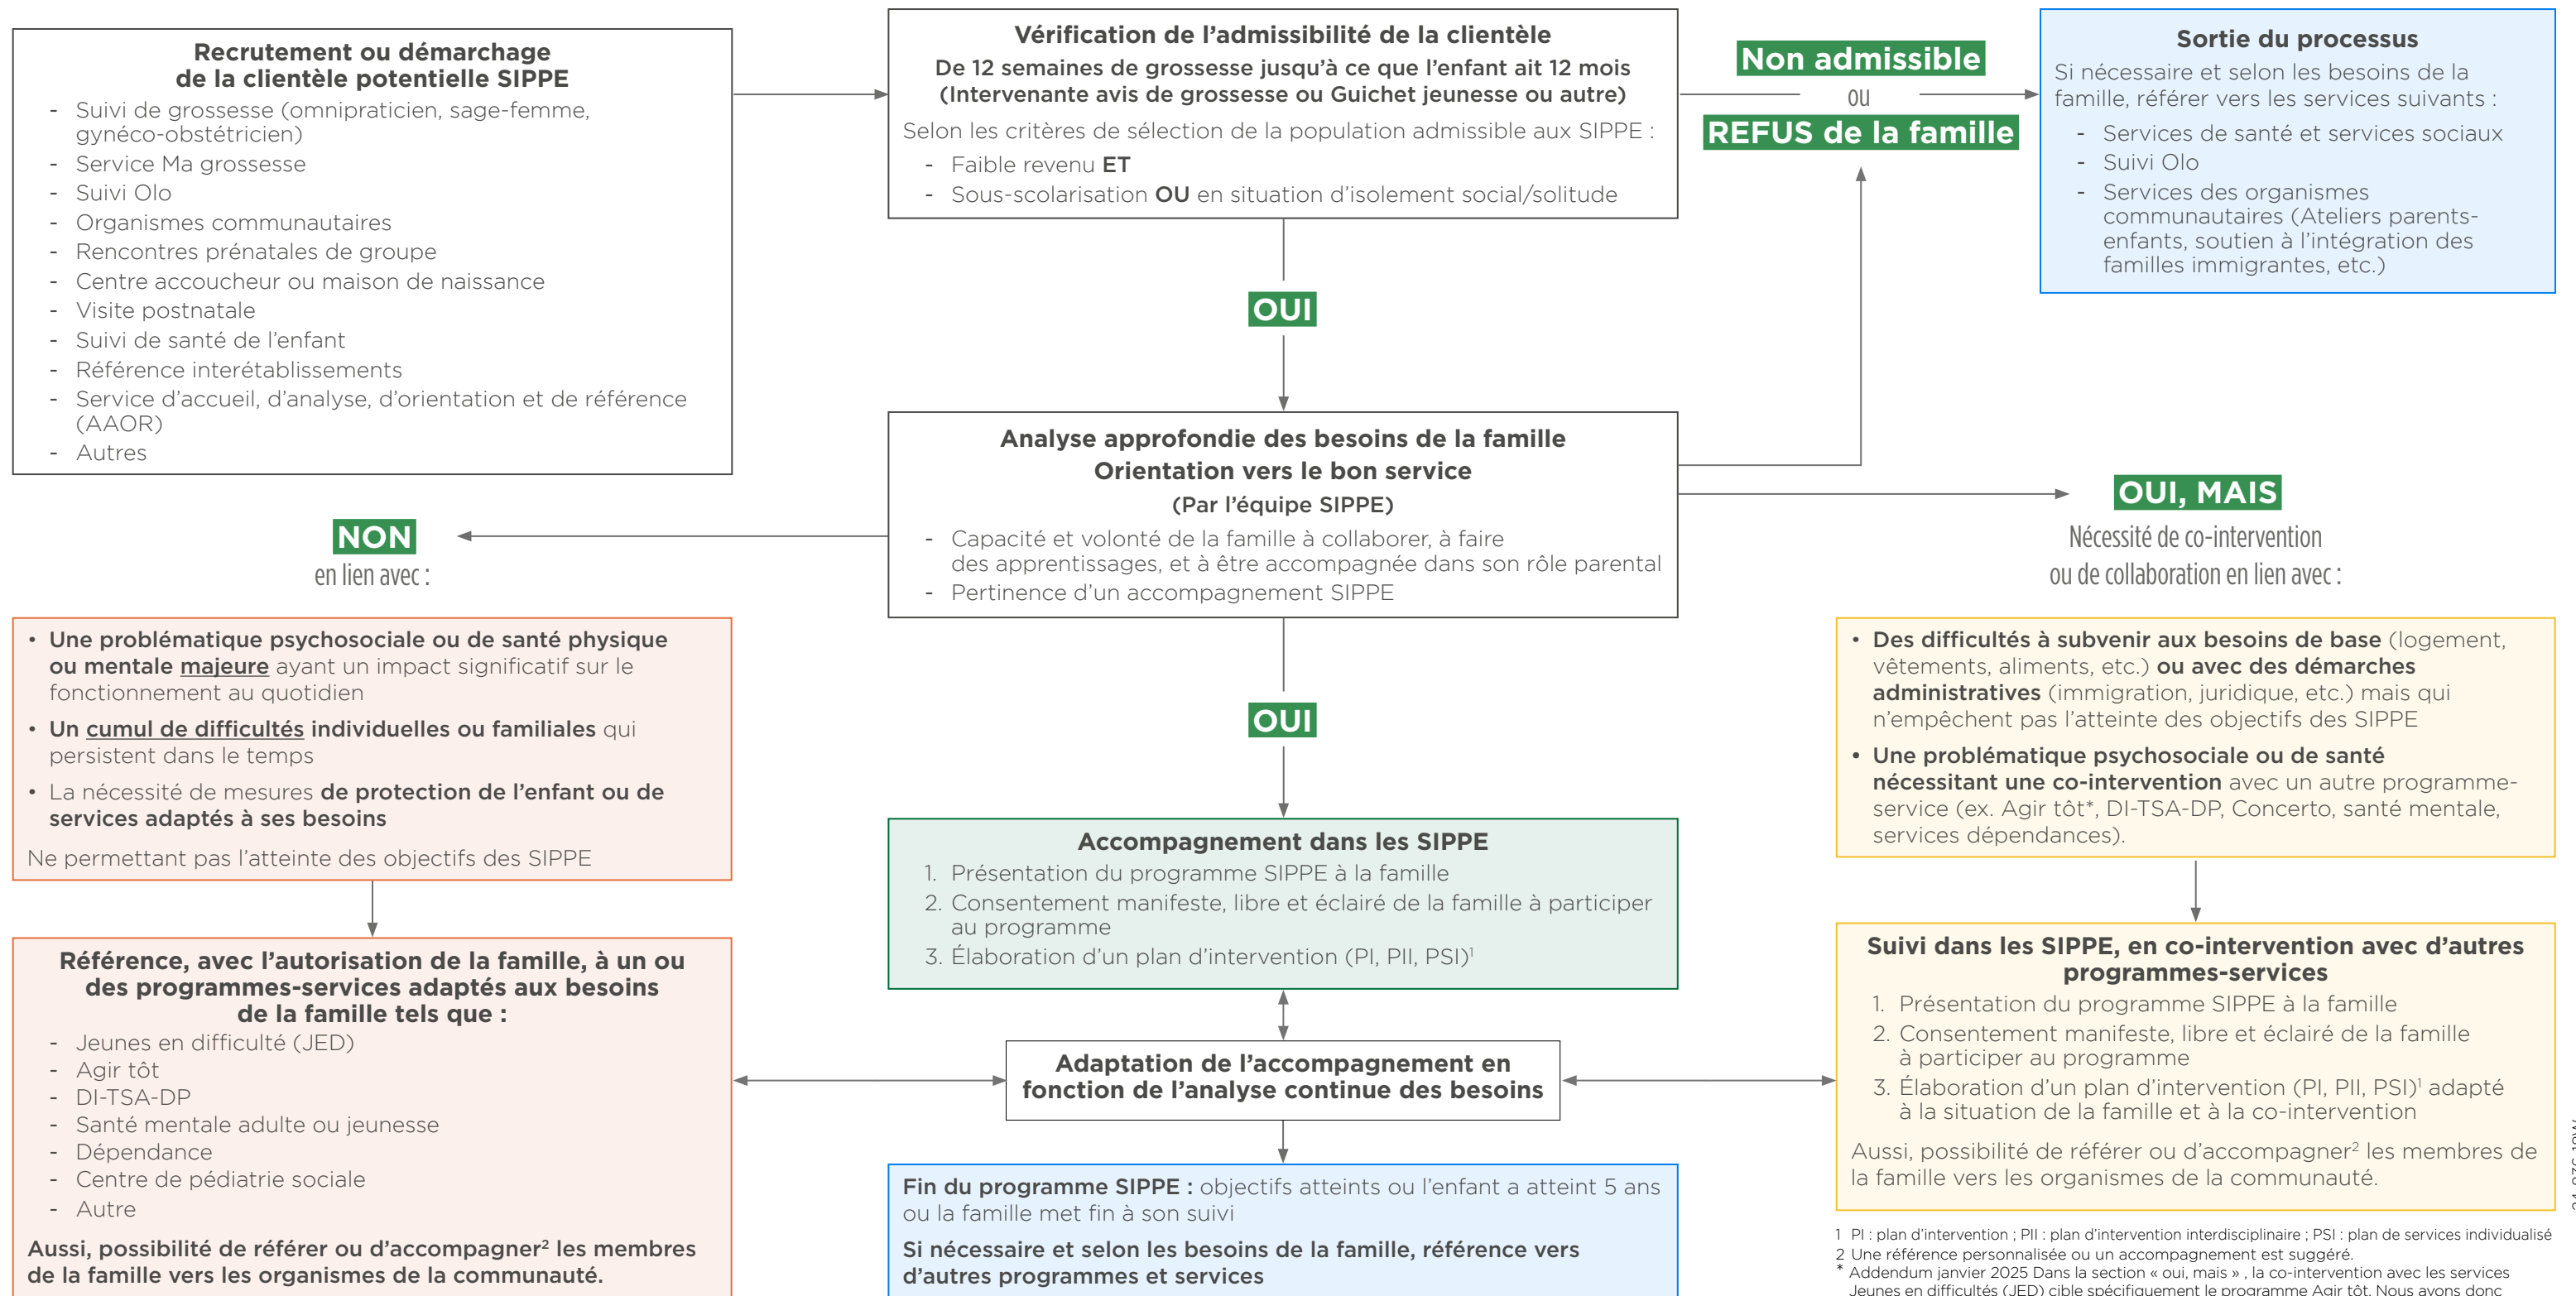 Recrutement ou démarchage
de la clientèle potentielle SIPPE
- Suivi de grossesse (omnipraticien, sage-femme,
gynéco-obstétricien)
- Service Ma grossesse
- Suivi Olo
- Organismes communautaires
- Rencontres prénatales de groupe
- Centre accoucheur ou maison de naissance
- Visite postnatale
- Suivi de santé de l'enfant
- Référence interétablissements
- Service d'accueil, d'analyse, d'orientation et de référence
(AAOR)
- Autres
Vérification de l'admissibilité de la clientèle
De 12 semaines de grossesse jusqu'à ce que l'enfant ait 12 mois
(Intervenante avis de grossesse ou Guichet jeunesse ou autre)
Selon les critères de sélection de la population admissible aux SIPPE :
- Faible revenu ET
- Sous-scolarisation OU en situation d'isolement social/solitude
Non admissible
ou
REFUS de la famille
Sortie du processus
Si nécessaire et selon les besoins de la
famille, référer vers les services suivants :
- Services de santé et services sociaux
- Suivi Olo
- Services des organismes
communautaires (Ateliers parents-
enfants, soutien à l'intégration des
familles immigrantes, etc.)
OUI
Analyse approfondie des besoins de la famille
Orientation vers le bon service
(Par l'équipe SIPPE)
- Capacité et volonté de la famille à collaborer, à faire
des apprentissages, et à être accompagnée dans son rôle parental
- Pertinence d'un accompagnement SIPPE
NON
en lien avec :
• Une problématique psychosociale ou de santé physique
ou mentale majeure ayant un impact significatif sur le
fonctionnement au quotidien
• Un cumul de difficultés individuelles ou familiales qui
persistent dans le temps
• La nécessité de mesures de protection de l'enfant ou de
services adaptés à ses besoins
Ne permettant pas l'atteinte des objectifs des SIPPE
Référence, avec l'autorisation de la famille, à un ou
des programmes-services adaptés aux besoins
de la famille tels que :
- Jeunes en difficulté (JED)
- Agir tôt
- DI-TSA-DP
- Santé mentale adulte ou jeunesse
- Dépendance
- Centre de pédiatrie sociale
- Autre
Aussi, possibilité de référer ou d'accompagner² les membres
de la famille vers les organismes de la communauté.
OUI
Accompagnement dans les SIPPE
1. Présentation du programme SIPPE à la famille
2. Consentement manifeste, libre et éclairé de la famille à participer
au programme
3. Élaboration d'un plan d'intervention (PI, PII, PSI)¹
Adaptation de l'accompagnement en
fonction de l'analyse continue des besoins
Fin du programme SIPPE : objectifs atteints ou l'enfant a atteint 5 ans
ou la famille met fin à son suivi
Si nécessaire et selon les besoins de la famille, référence vers
d'autres programmes et services
OUI, MAIS
Nécessité de co-intervention
ou de collaboration en lien avec :
• Des difficultés à subvenir aux besoins de base (logement,
vêtements, aliments, etc.) ou avec des démarches
administratives (immigration, juridique, etc.) mais qui
n'empêchent pas l'atteinte des objectifs des SIPPE
• Une problématique psychosociale ou de santé
nécessitant une co-intervention avec un autre programme-
service (ex. Agir tôt*, DI-TSA-DP, Concerto, santé mentale,
services dépendances).
Suivi dans les SIPPE, en co-intervention avec d'autres
programmes-services
1. Présentation du programme SIPPE à la famille
2. Consentement manifeste, libre et éclairé de la famille
à participer au programme
3. Élaboration d'un plan d'intervention (PI, PII, PSI)¹ adapté
à la situation de la famille et à la co-intervention
Aussi, possibilité de référer ou d'accompagner² les membres de
la famille vers les organismes de la communauté.
1 PI : plan d'intervention ; PII : plan d'intervention interdisciplinaire ; PSI : plan de services individualisé
2 Une référence personnalisée ou un accompagnement est suggéré.
* Addendum janvier 2025 Dans la section « oui, mais » , la co-intervention avec les services
Jeunes en difficultés (JED) cible spécifiquement le programme Agir tôt. Nous avons donc